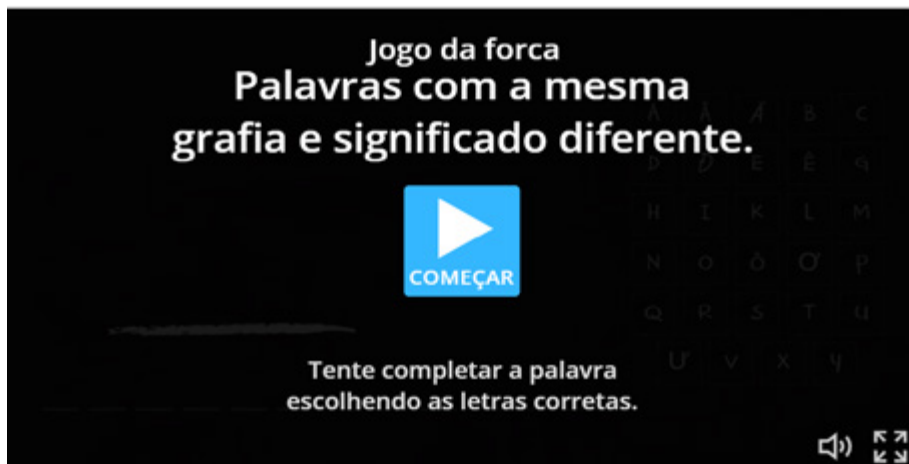 Jogo da forca
Palavras com a mesma
grafia e significado diferente.
A Ă Â B C
D Đ E Ê G
H I K L M
N O Ô Ơ P
Q R S T U
Ư V X Y
COMEÇAR
Tente completar a palavra
escolhendo as letras corretas.